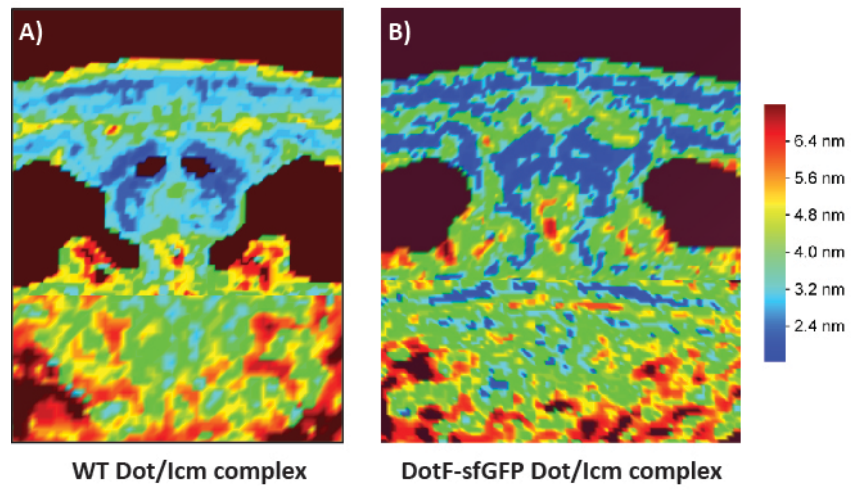 A)
B)
6.4 nm
5.6 nm
4.8 nm
4.0 nm
3.2 nm
2.4 nm
WT Dot/Icm complex
DotF-sfGFP Dot/Icm complex